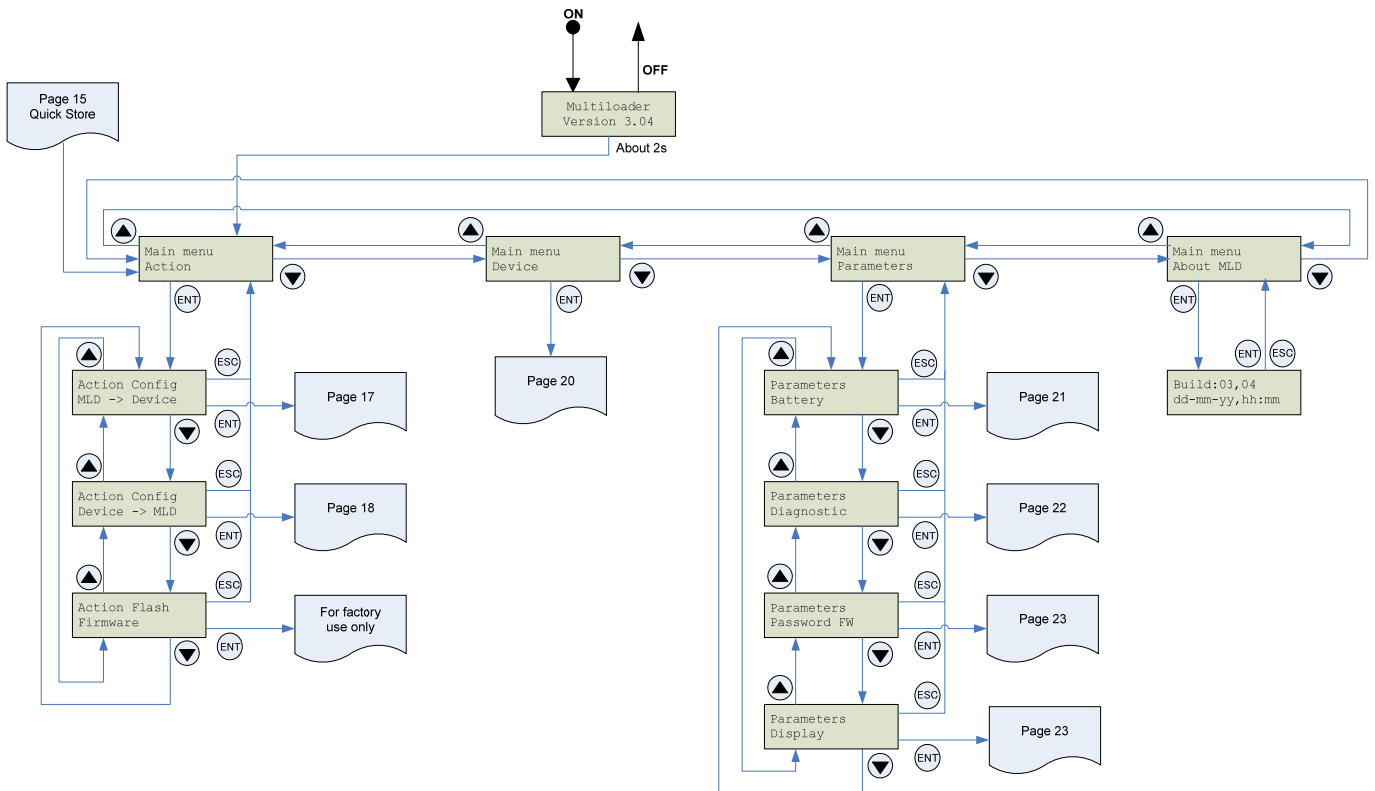 ON
OFF
Page 15
Quick Store
Multiloader
Version 3.04
About 2s
Main menu
Action
Main menu
Device
Main menu
Parameters
Main menu
About MLD
ENT
ENT
ENT
ENT
ESC
Action Config
MLD -> Device
ENT
Page 17
ESC
Action Config
Device -> MLD
ENT
Page 18
ESC
Action Flash
Firmware
ENT
For factory
use only
Page 20
ESC
Parameters
Battery
ENT
Page 21
ESC
Parameters
Diagnostic
ENT
Page 22
ESC
Parameters
Password FW
ENT
Page 23
ESC
Parameters
Display
ENT
Page 23
ENT
ESC
Build:03,04
dd-mm-yy,hh:mm